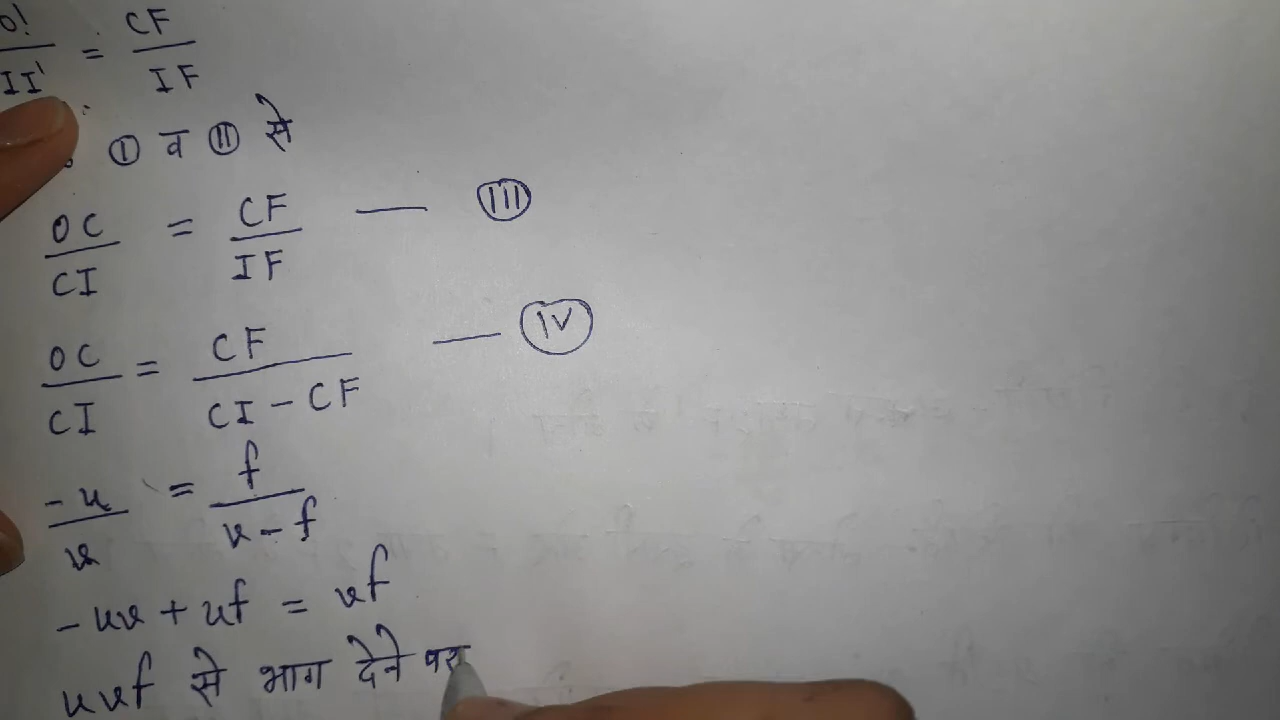 O'/II' = CF/IF
① व ② से
OC/CI = CF/IF — III
OC/CI = CF/(CI - CF) — IV
-u/v = f/(v - f)
-uv + uf = vf
uvf से भाग देने पर